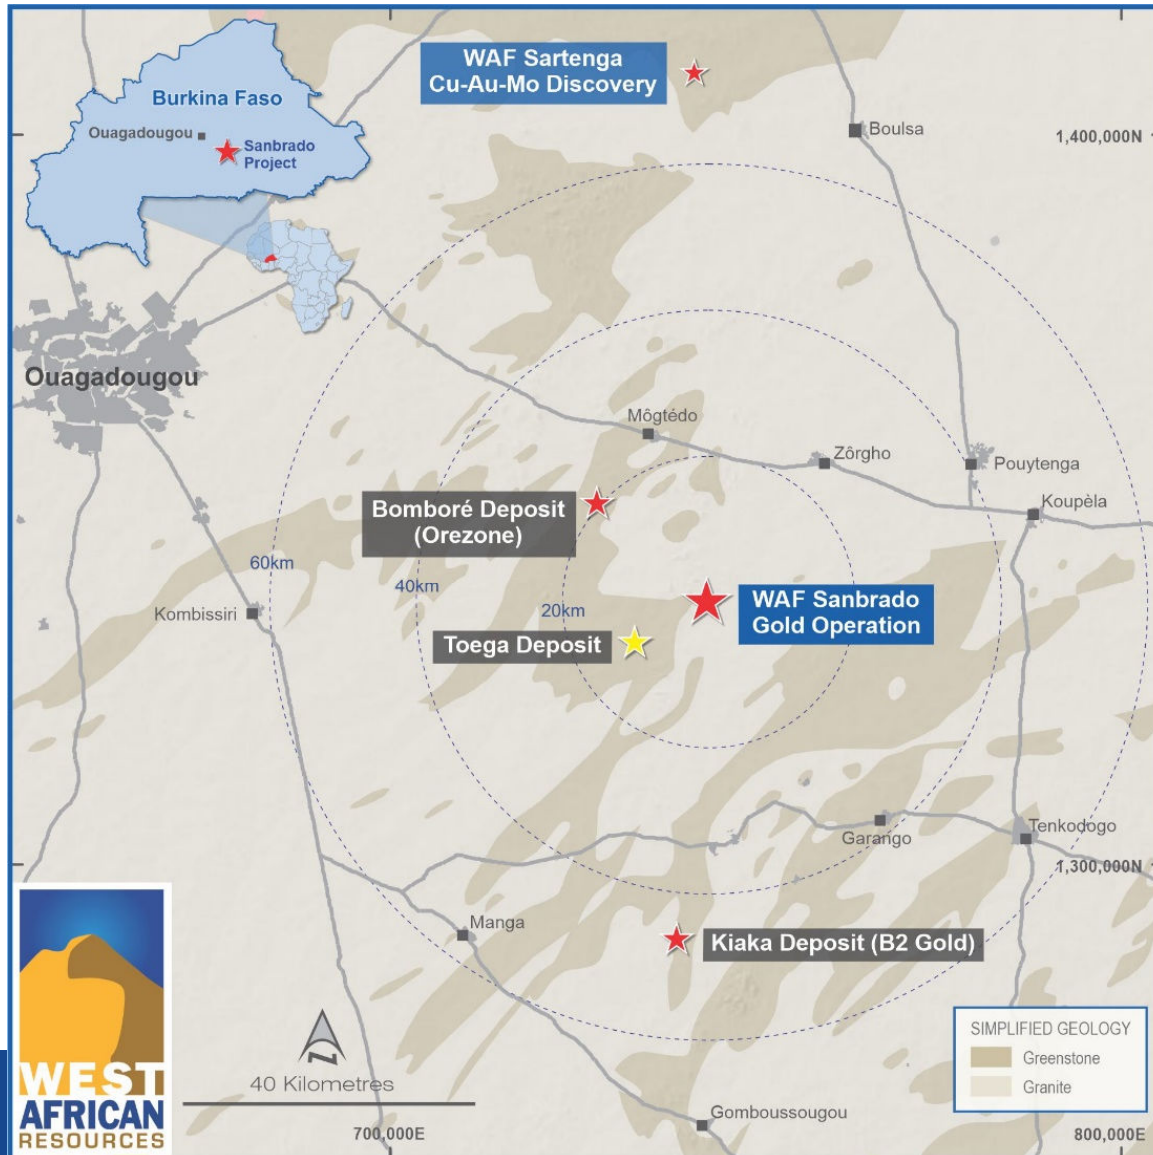 WAF Sartenga
Cu-Au-Mo Discovery
Burkina Faso
Ouagadougou
Sanbrado
Project
Boulsa
1,400,000N
Ouagadougou
Môgtédo
Zôrgho
Pouytenga
Koupèla
Bomboré Deposit
(Orezone)
60km
40km
20km
Kombissiri
WAF Sanbrado
Gold Operation
Toega Deposit
Garango
Tenkodogo
1,300,000N
Manga
Kiaka Deposit (B2 Gold)
SIMPLIFIED GEOLOGY
Greenstone
Granite
N
40 Kilometres
WEST
AFRICAN
RESOURCES
Gomboussougou
700,000E
800,000E